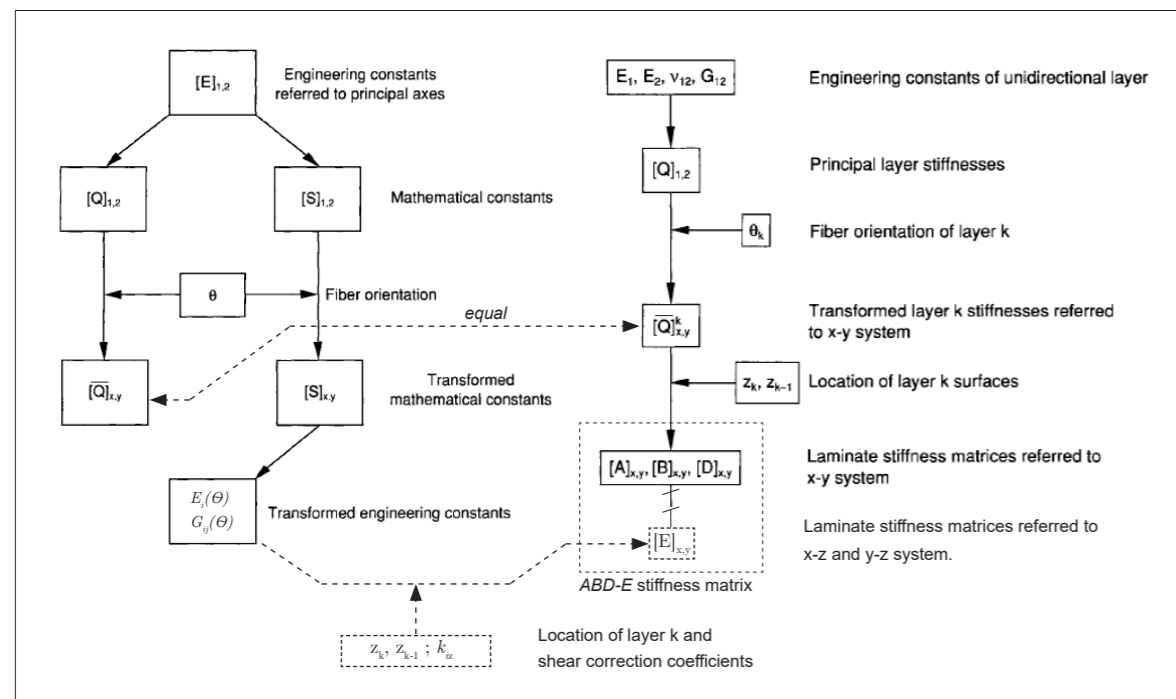 [E]1,2
Engineering constants
referred to principal axes
[Q]1,2
[S]1,2
Mathematical constants
θ
Fiber orientation
equal
[Q̅]x,y
[S]x,y
Transformed
mathematical constants
Ei(Θ)
Gij(Θ)
Transformed engineering constants
zk, zk-1 ; kiz
Location of layer k and
shear correction coefficients
E1, E2, ν12, G12
Engineering constants of unidirectional layer
[Q]1,2
Principal layer stiffnesses
θk
Fiber orientation of layer k
[Q̅]kx,y
Transformed layer k stiffnesses referred
to x-y system
zk, zk-1
Location of layer k surfaces
[A]x,y, [B]x,y, [D]x,y
Laminate stiffness matrices referred to
x-y system
[E]x,y
Laminate stiffness matrices referred to
x-z and y-z system.
ABD-E stiffness matrix